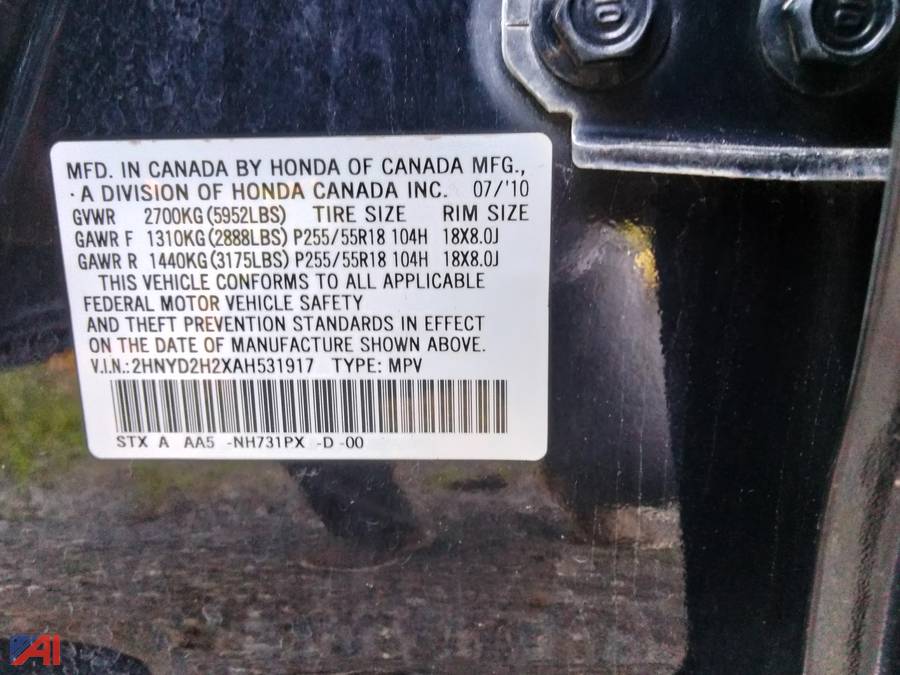 MFD. IN CANADA BY HONDA OF CANADA MFG.,
·A DIVISION OF HONDA CANADA INC. 07/'10
GVWR 2700KG(5952LBS) TIRE SIZE RIM SIZE
GAWR F 1310KG(2888LBS) P255/55R18 104H 18X8.0J
GAWR R 1440KG(3175LBS) P255/55R18 104H 18X8.0J
THIS VEHICLE CONFORMS TO ALL APPLICABLE
FEDERAL MOTOR VEHICLE SAFETY
AND THEFT PREVENTION STANDARDS IN EFFECT
ON THE DATE OF MANUFACTURE SHOWN ABOVE.
V.I.N.:2HNYD2H2XAH531917 TYPE: MPV
STX A AA5 -NH731PX -D -00
AI